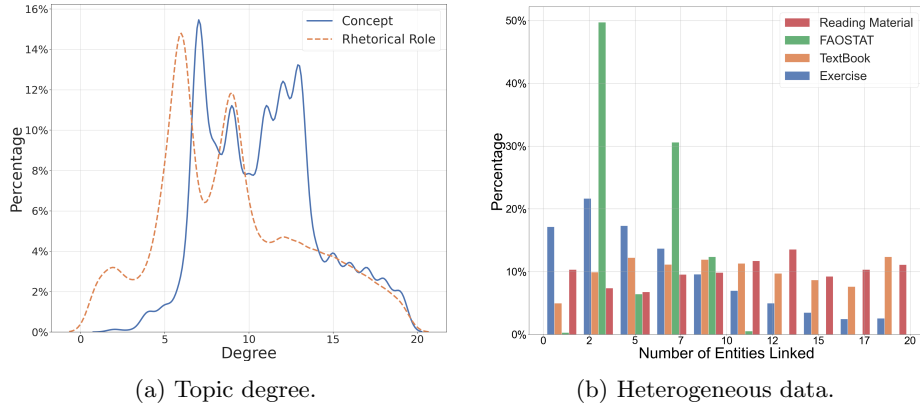 16%
14%
12%
10%
8%
6%
4%
2%
0%
Percentage
0
5
10
15
20
Degree
Concept
Rhetorical Role
(a) Topic degree.
50%
40%
30%
20%
10%
0%
Percentage
0
2
5
7
10
12
15
17
20
Number of Entities Linked
Reading Material
FAOSTAT
TextBook
Exercise
(b) Heterogeneous data.